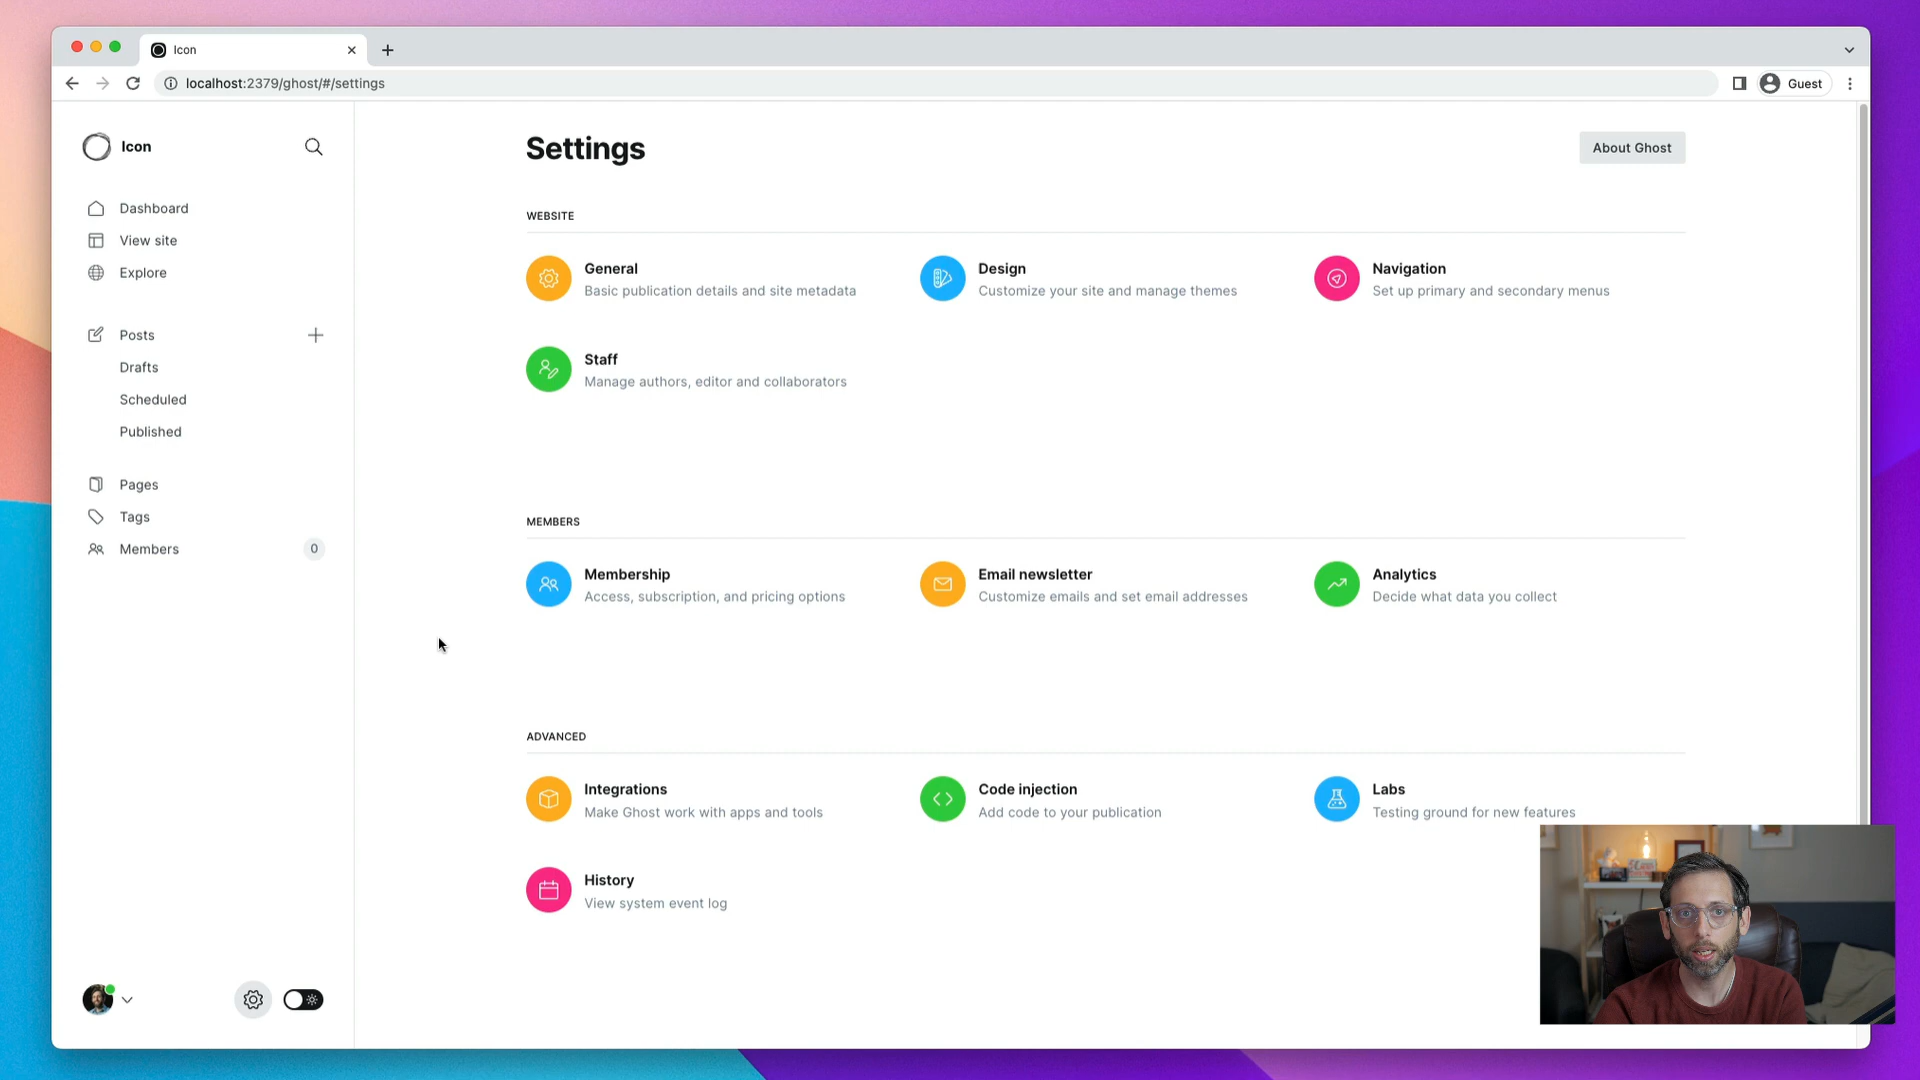 Icon
localhost:2379/ghost/#/settings
Guest
Icon
Dashboard
View site
Explore
Posts
Drafts
Scheduled
Published
Pages
Tags
Members
0
Settings
About Ghost
WEBSITE
General
Basic publication details and site metadata
Design
Customize your site and manage themes
Navigation
Set up primary and secondary menus
Staff
Manage authors, editor and collaborators
MEMBERS
Membership
Access, subscription, and pricing options
Email newsletter
Customize emails and set email addresses
Analytics
Decide what data you collect
ADVANCED
Integrations
Make Ghost work with apps and tools
Code injection
Add code to your publication
Labs
Testing ground for new features
History
View system event log